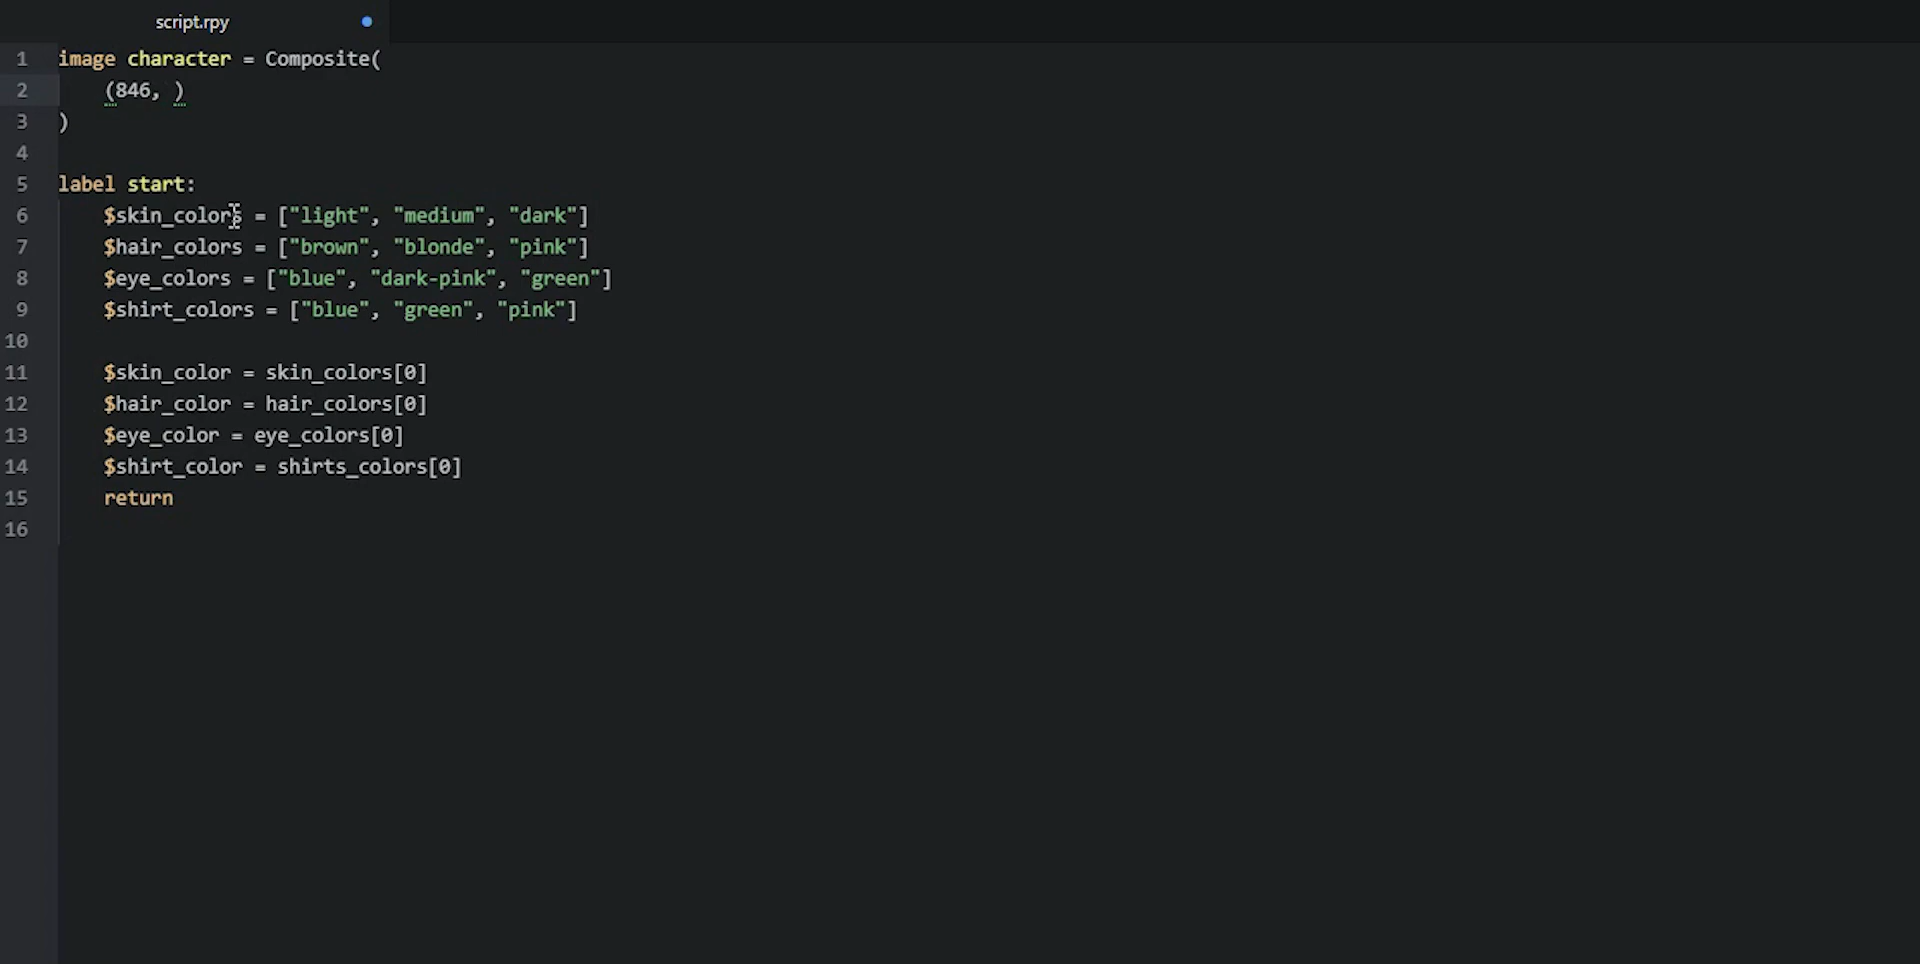 script.rpy
1 image character = Composite(
2     (846, )
3 )
4
5 label start:
6     $skin_colors = ["light", "medium", "dark"]
7     $hair_colors = ["brown", "blonde", "pink"]
8     $eye_colors = ["blue", "dark-pink", "green"]
9     $shirt_colors = ["blue", "green", "pink"]
10
11     $skin_color = skin_colors[0]
12     $hair_color = hair_colors[0]
13     $eye_color = eye_colors[0]
14     $shirt_color = shirts_colors[0]
15     return
16